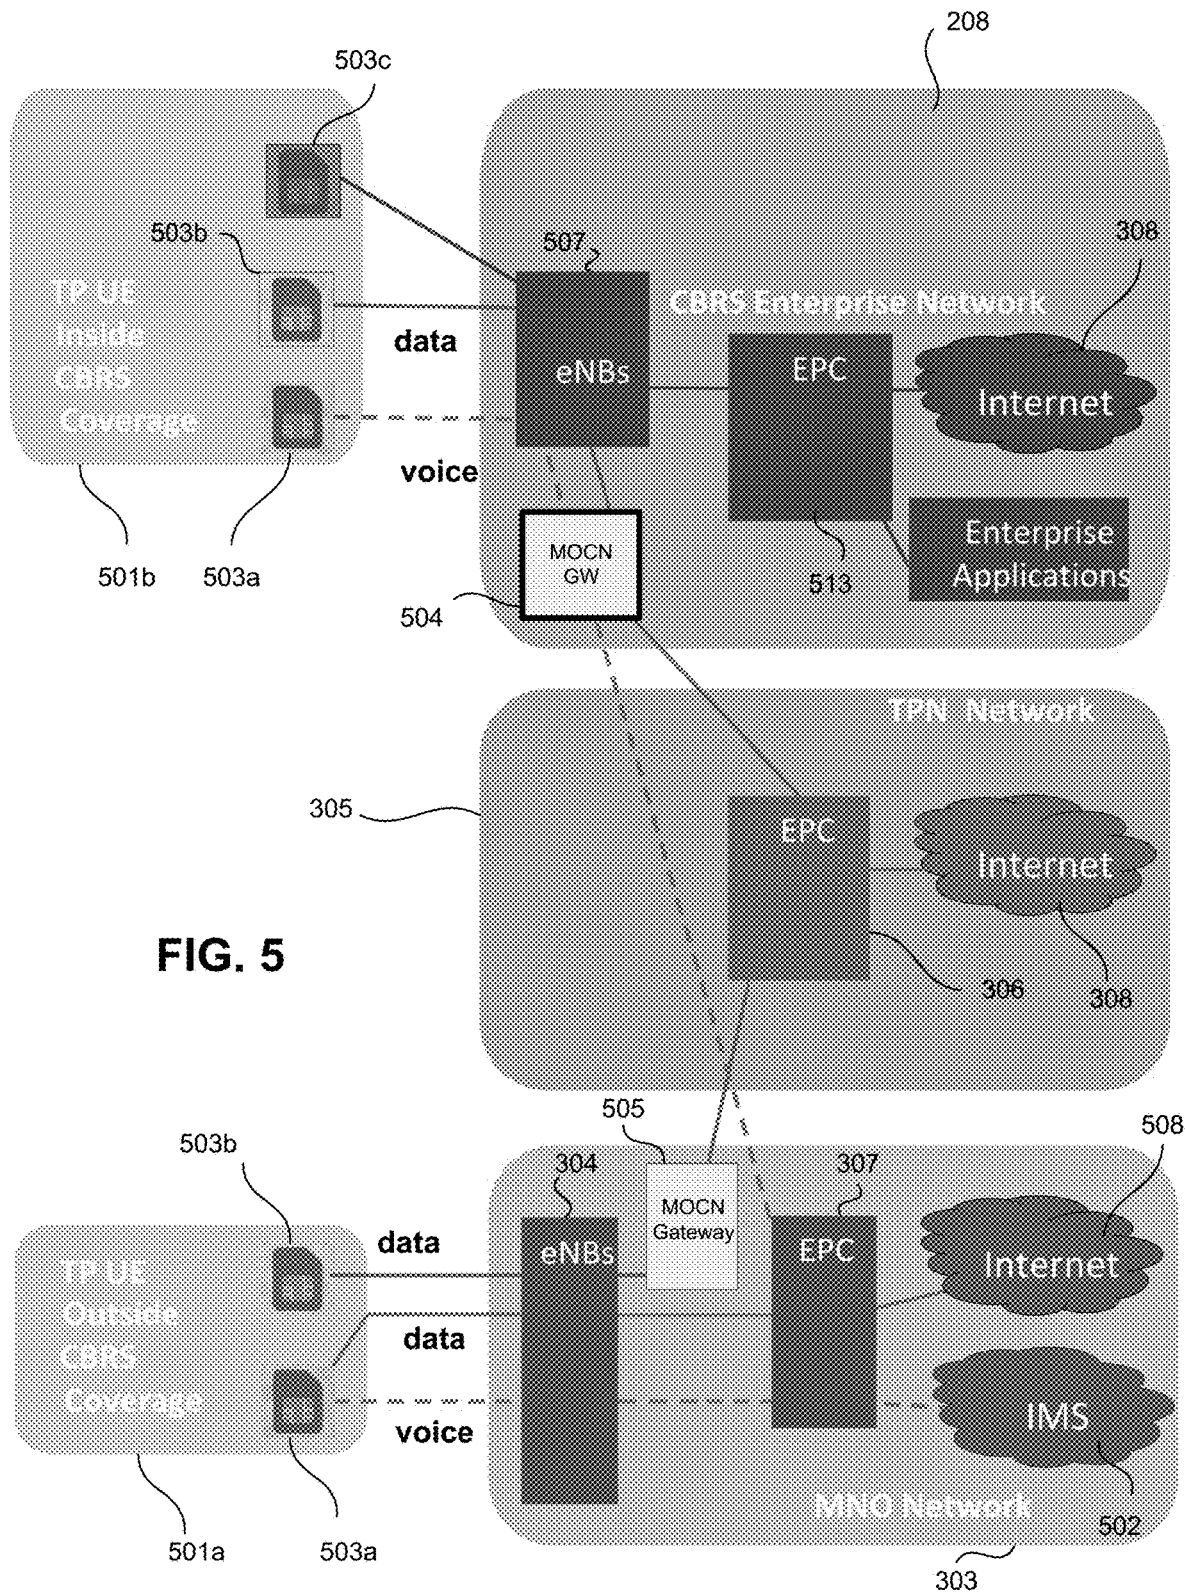 208
503c
503b
507
308
TP UE
Inside
CBRS
Coverage
data
voice
CBRS Enterprise Network
eNBs
EPC
Internet
MOCN
GW
Enterprise
Applications
501b
503a
504
513
TPN Network
305
EPC
Internet
306
308
FIG. 5
505
508
503b
304
307
MOCN
Gateway
TP UE
Outside
CBRS
Coverage
data
data
voice
eNBs
EPC
Internet
IMS
MNO Network
502
501a
503a
303